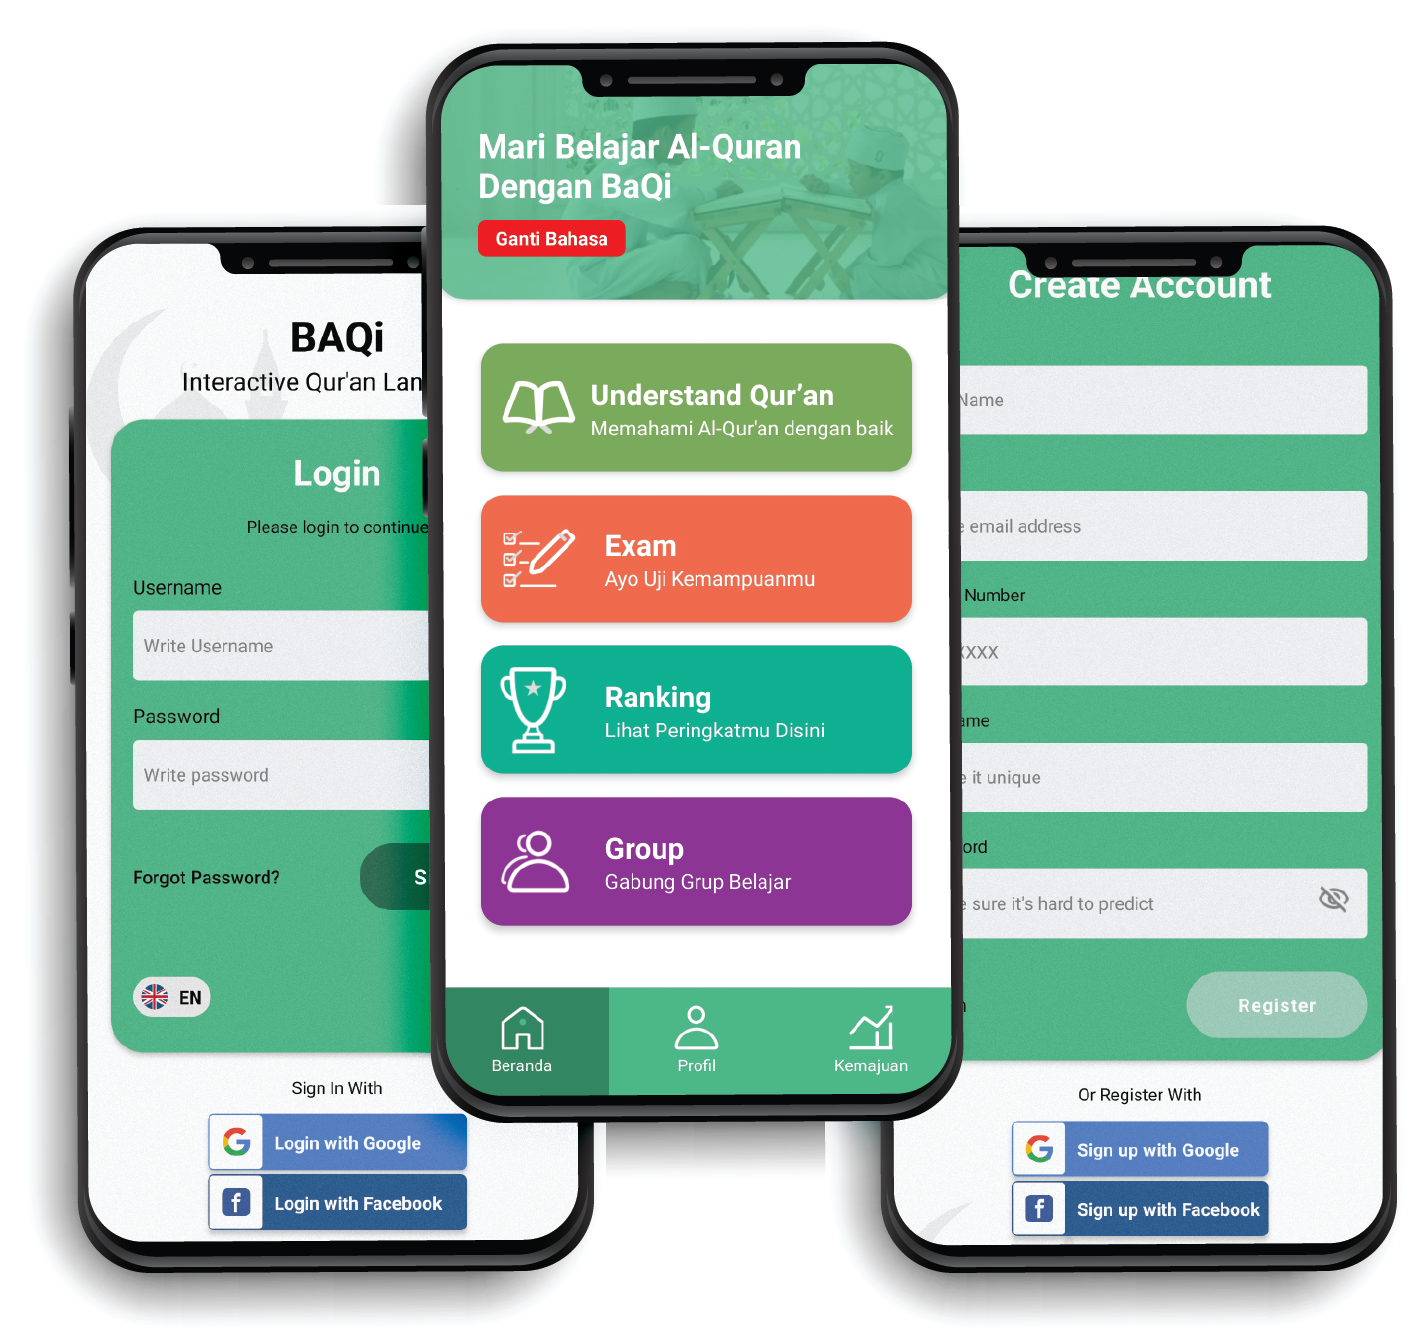 BAQi
Interactive Qur'an
Login
Please login to continue
Username
Write Username
Password
Write password
Forgot Password?
EN
Sign In With
Login with Google
Login with Facebook
Mari Belajar Al-Quran
Dengan BaQi
Ganti Bahasa
Understand Qur’an
Memahami Al-Qur'an dengan baik
Exam
Ayo Uji Kemampuanmu
Ranking
Lihat Peringkatmu Disini
Group
Gabung Grup Belajar
Beranda
Profil
Kemajuan
Create Account
Name
email address
Number
XXXX
it unique
sure it's hard to predict
Register
Or Register With
Sign up with Google
Sign up with Facebook